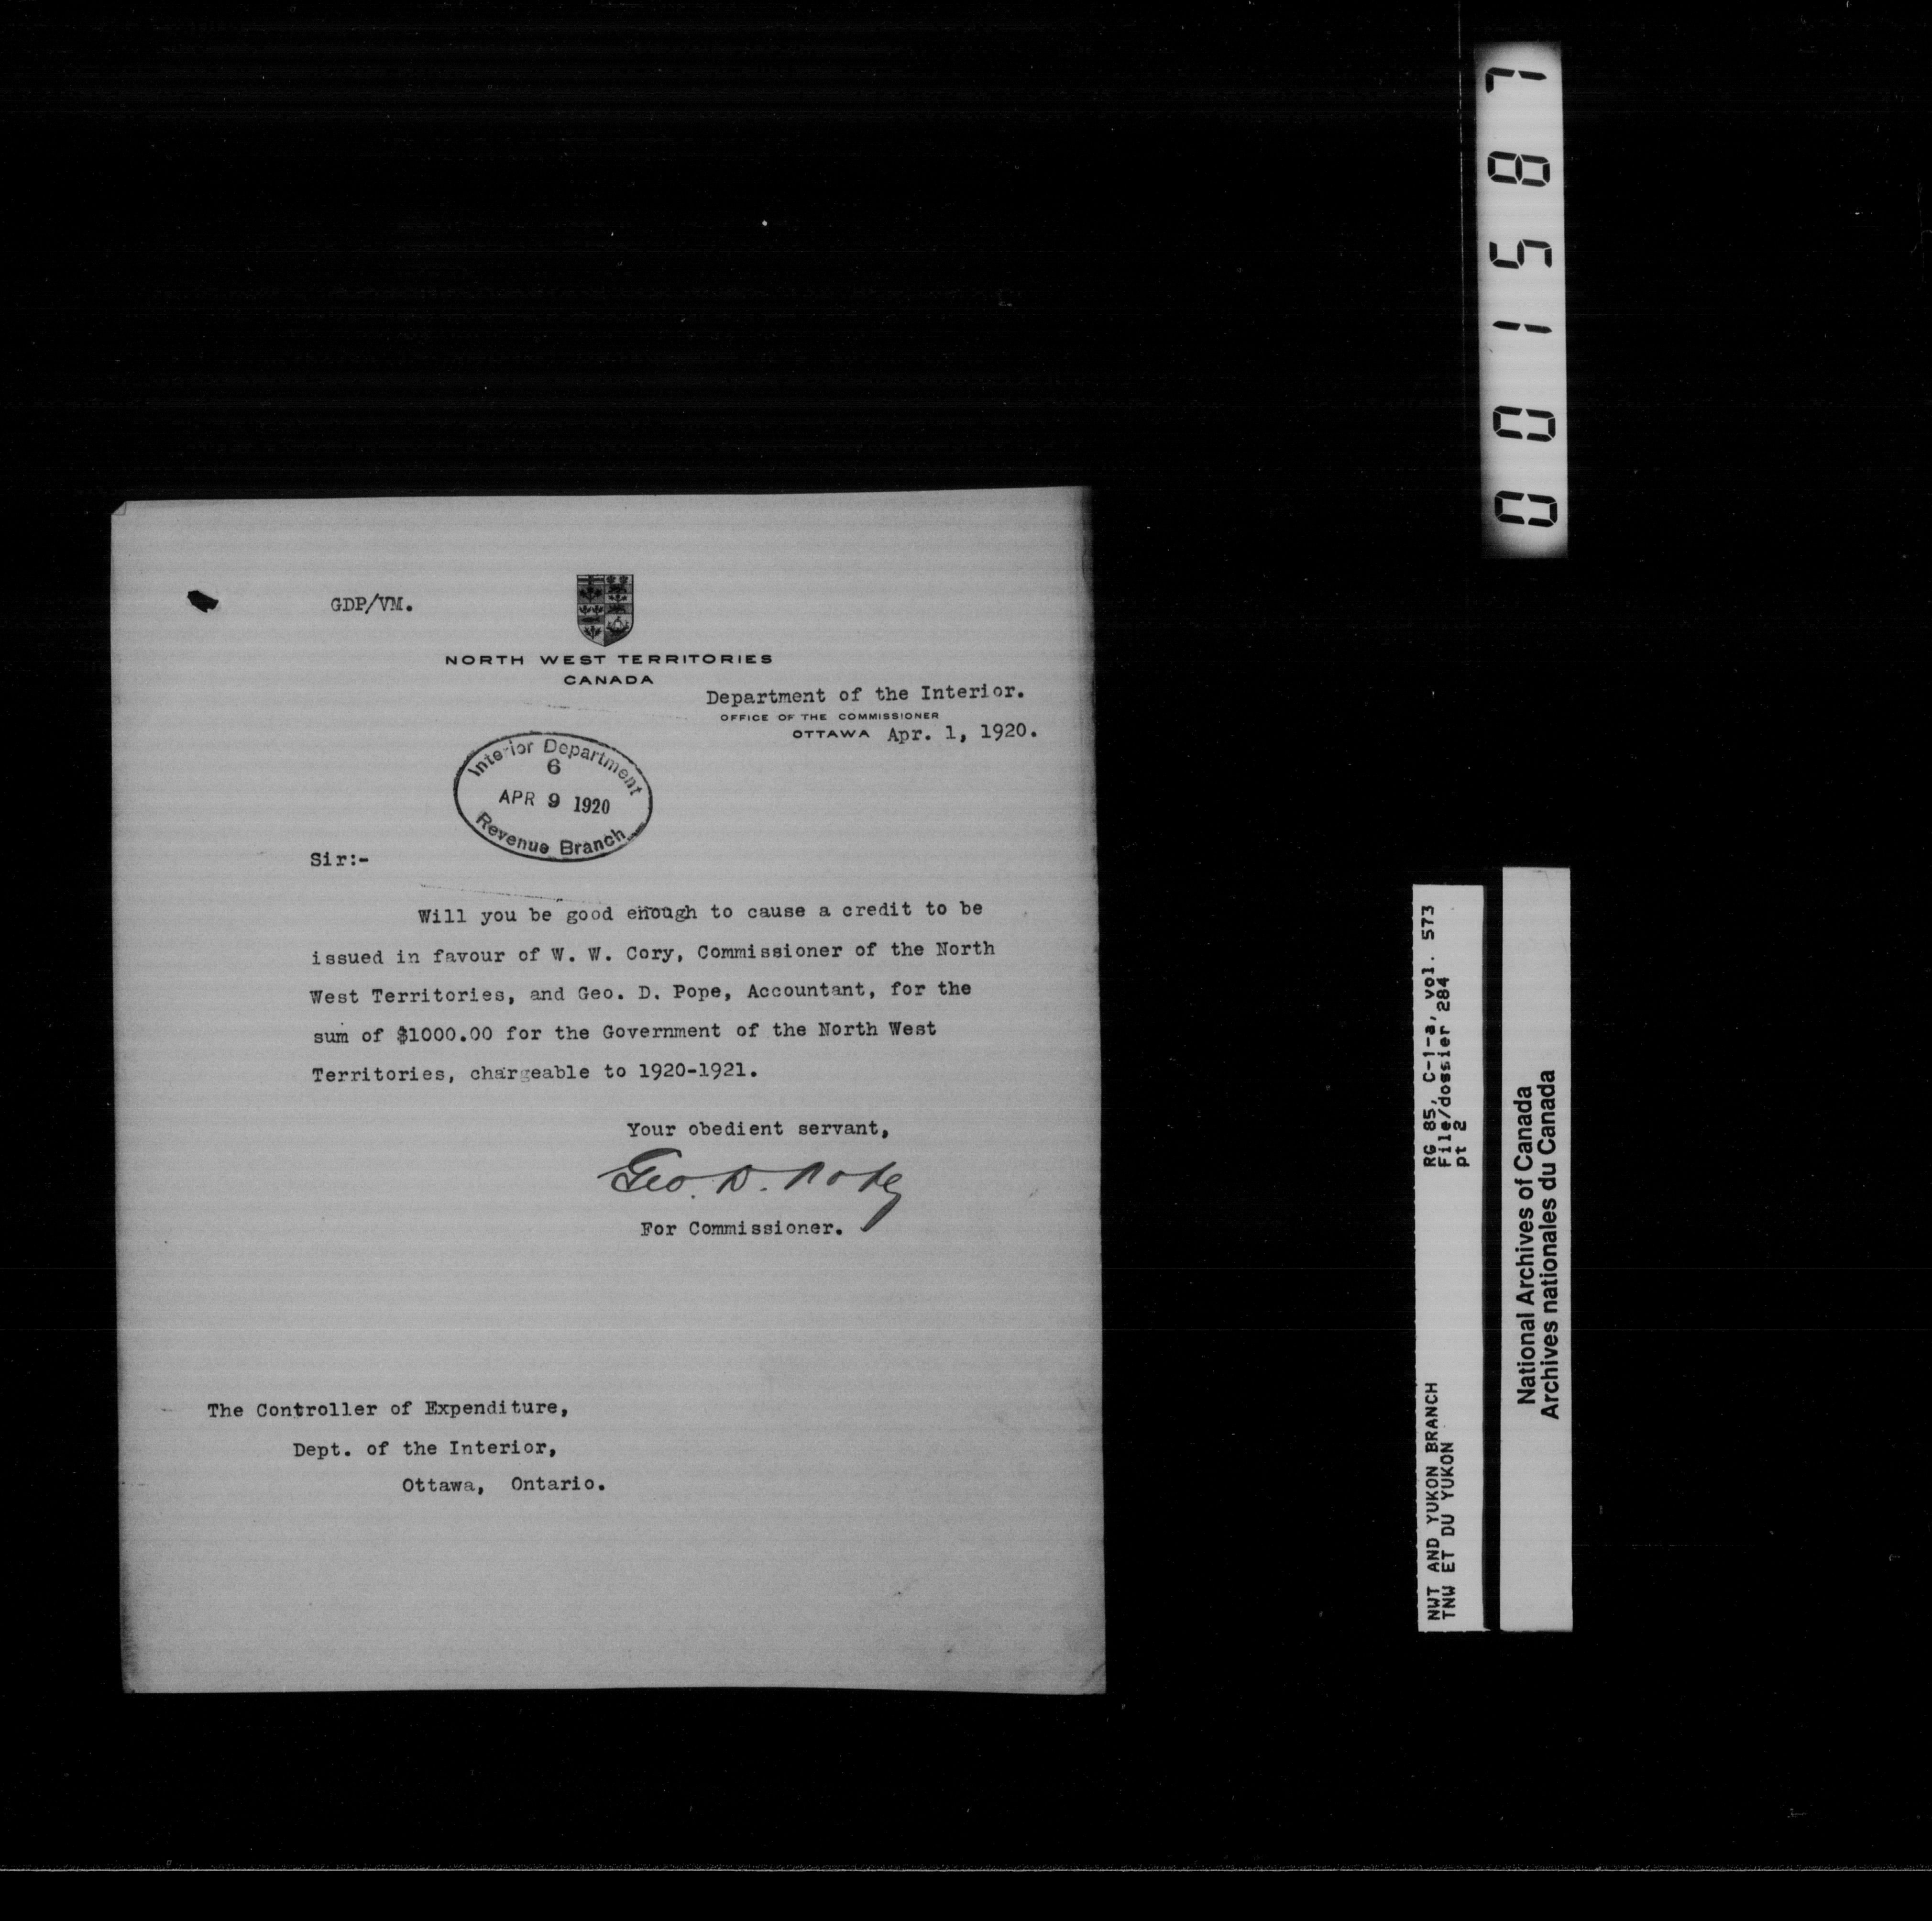 GDP/VM.
NORTH WEST TERRITORIES
CANADA
Department of the Interior.
OFFICE OF THE COMMISSIONER
OTTAWA Apr. 1, 1920.
Interior Department
6
APR 9 1920
Revenue Branch
Sir:-
Will you be good enough to cause a credit to be
issued in favour of W. W. Cory, Commissioner of the North
West Territories, and Geo. D. Pope, Accountant, for the
sum of $1000.00 for the Government of the North West
Territories, chargeable to 1920-1921.
Your obedient servant,
Geo. D. Pope
For Commissioner.
The Controller of Expenditure,
Dept. of the Interior,
Ottawa, Ontario.
001587
RG 85, C-1-a, vol. 573
File/dossier 284
pt 2
NWT AND YUKON BRANCH
TNW ET DU YUKON
National Archives of Canada
Archives nationales du Canada